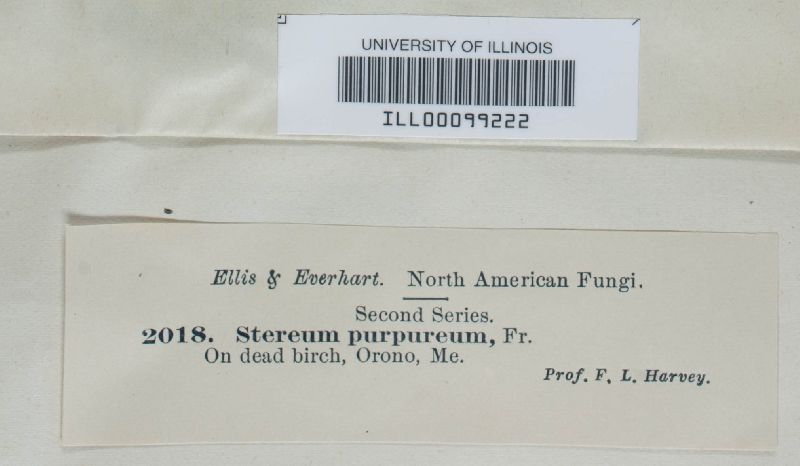 UNIVERSITY OF ILLINOIS
ILL00099222
Ellis & Everhart. North American Fungi.
Second Series.
2018. Stereum purpureum, Fr.
On dead birch, Orono, Me.
Prof. F. L. Harvey.